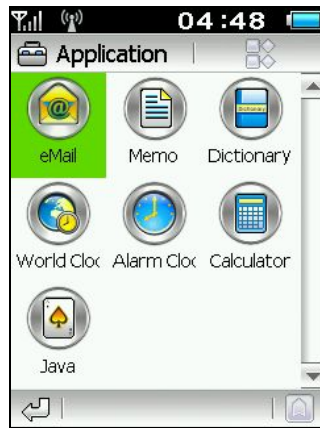 04:48
Application
eMail Memo Dictionary
World Cloc Alarm Cloc Calculator
Java